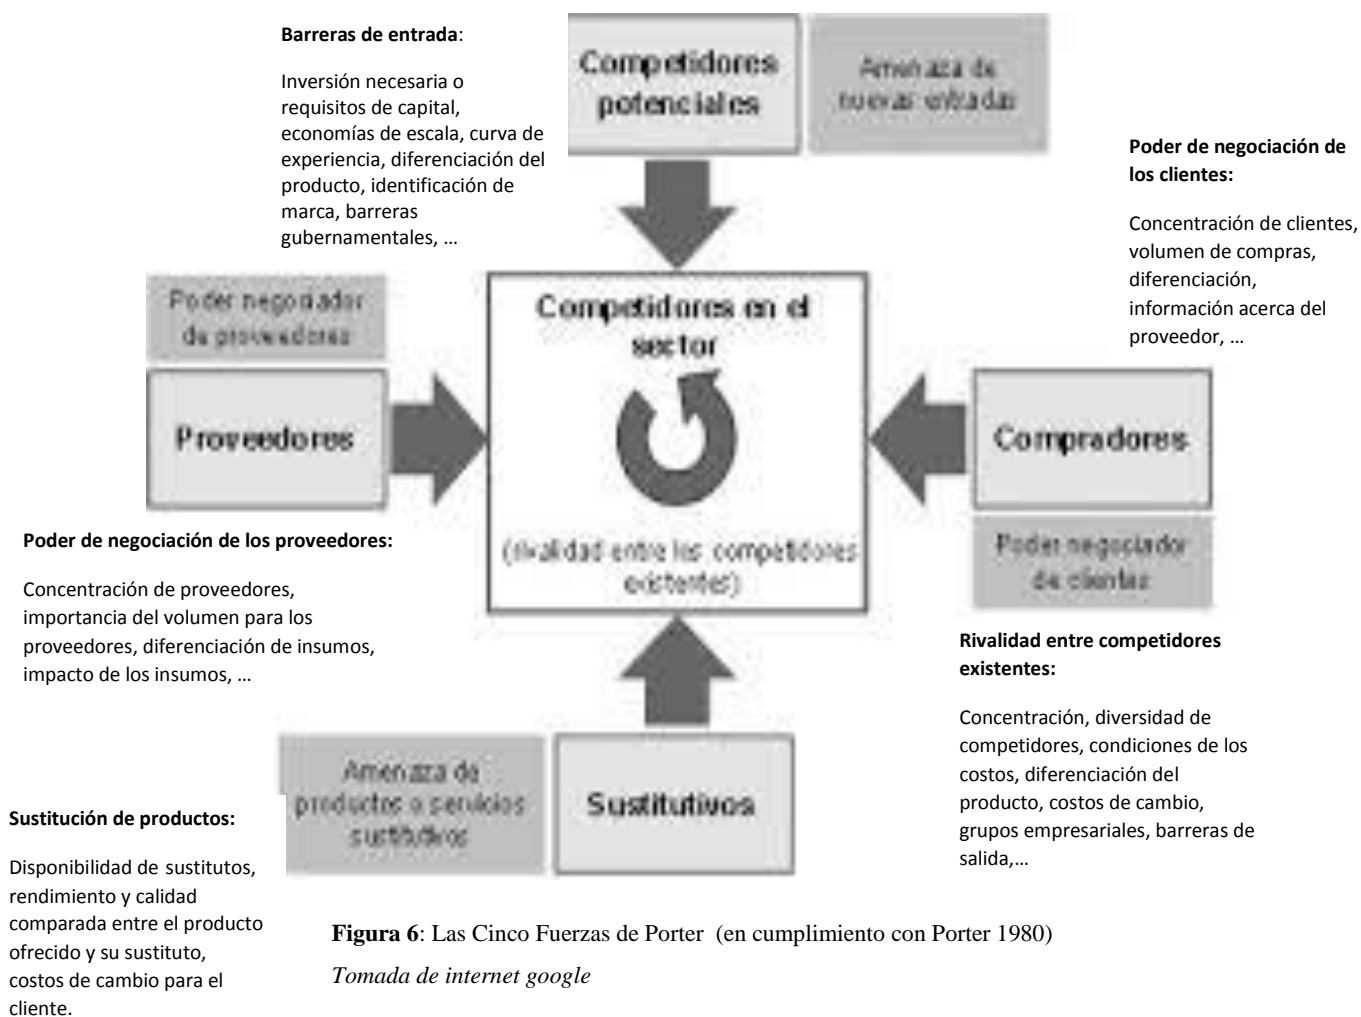 Barreras de entrada:
Inversión necesaria o
requisitos de capital,
economías de escala, curva de
experiencia, diferenciación del
producto, identificación de
marca, barreras
gubernamentales, ...
Competidores
potenciales
Amenaza de
nuevas entradas
Poder de negociación de
los clientes:
Concentración de clientes,
volumen de compras,
diferenciación,
información acerca del
proveedor, ...
Poder negociador
de proveedores
Proveedores
Competidores en el
sector
(rivalidad entre los competidores
existentes)
Compradores
Poder negociador
de clientes
Poder de negociación de los proveedores:
Concentración de proveedores,
importancia del volumen para los
proveedores, diferenciación de insumos,
impacto de los insumos, ...
Rivalidad entre competidores
existentes:
Concentración, diversidad de
competidores, condiciones de los
costos, diferenciación del
producto, costos de cambio,
grupos empresariales, barreras de
salida,...
Amenaza de
productos o servicios
sustitutivos
Sustitutivos
Sustitución de productos:
Disponibilidad de sustitutos,
rendimiento y calidad
comparada entre el producto
ofrecido y su sustituto,
costos de cambio para el
cliente.
Figura 6: Las Cinco Fuerzas de Porter (en cumplimiento con Porter 1980)
Tomada de internet google